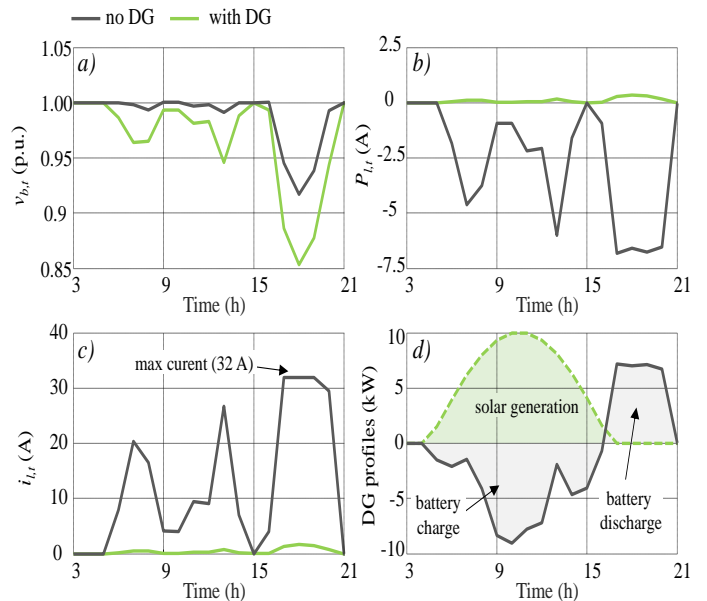 no DG with DG
a)
1.05
1.00
0.95
0.9
0.85
v_{b,t} (p.u.)
3 9 15 21
Time (h)
b)
2.5
0
-2.5
-5
-7.5
P_{l,t} (A)
3 9 15 21
Time (h)
c)
40
30
20
10
0
i_{l,t} (A)
max curent (32 A)
3 9 15 21
Time (h)
d)
10
5
0
-5
-10
DG profiles (kW)
solar generation
battery
charge
battery
discharge
3 9 15 21
Time (h)